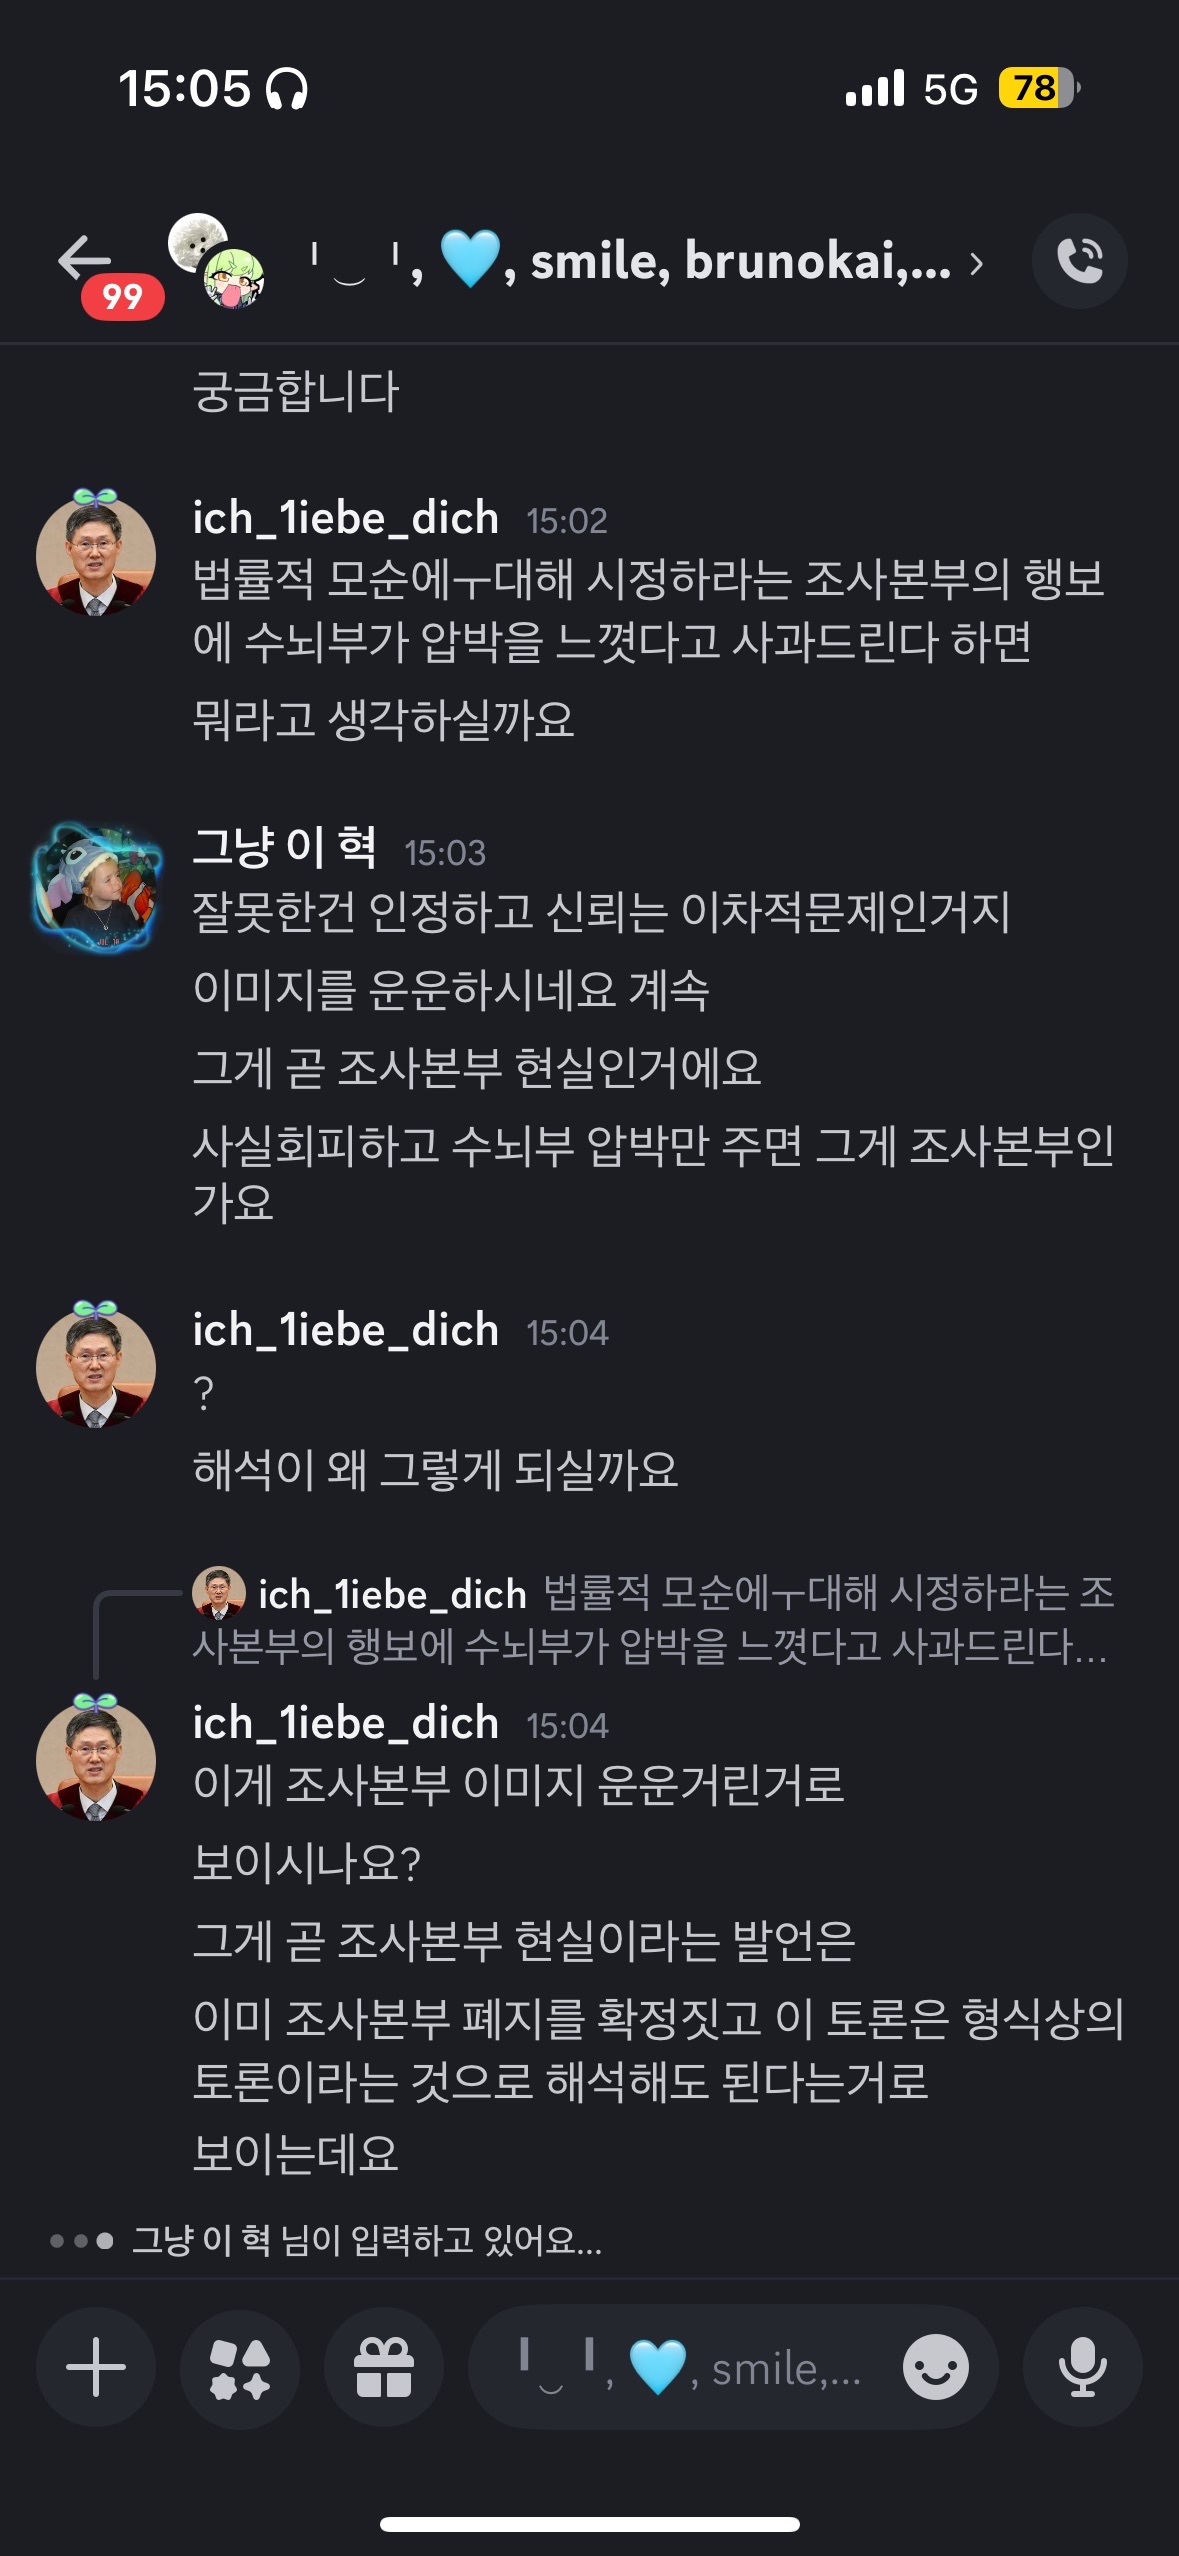 15:05
5G
78
99
╹‿╹, 🩵, smile, brunokai,... ›
궁금합니다
ich_1iebe_dich 15:02
법률적 모순에ㅜ대해 시정하라는 조사본부의 행보
에 수뇌부가 압박을 느꼇다고 사과드린다 하면
뭐라고 생각하실까요
그냥 이 혁 15:03
잘못한건 인정하고 신뢰는 이차적문제인거지
이미지를 운운하시네요 계속
그게 곧 조사본부 현실인거에요
사실회피하고 수뇌부 압박만 주면 그게 조사본부인
가요
ich_1iebe_dich 15:04
?
해석이 왜 그렇게 되실까요
ich_1iebe_dich 법률적 모순에ㅜ대해 시정하라는 조
사본부의 행보에 수뇌부가 압박을 느꼇다고 사과드린다...
ich_1iebe_dich 15:04
이게 조사본부 이미지 운운거린거로
보이시나요?
그게 곧 조사본부 현실이라는 발언은
이미 조사본부 폐지를 확정짓고 이 토론은 형식상의
토론이라는 것으로 해석해도 된다는거로
보이는데요
그냥 이 혁 님이 입력하고 있어요...
╹‿╹, 🩵, smile,...